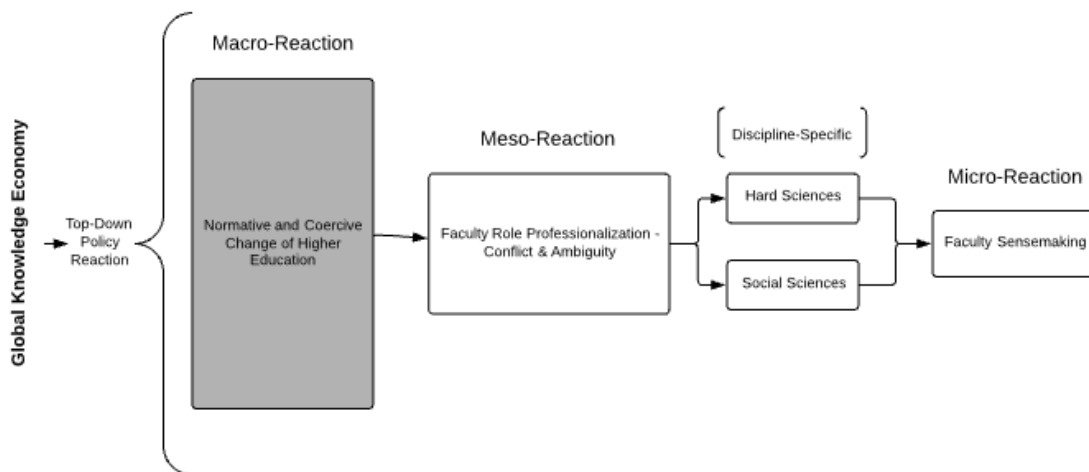 Global Knowledge Economy
Top-Down
Policy
Reaction
Macro-Reaction
Normative and Coercive
Change of Higher
Education
Meso-Reaction
Faculty Role Professionalization -
Conflict & Ambiguity
Discipline-Specific
Hard Sciences
Social Sciences
Micro-Reaction
Faculty Sensemaking